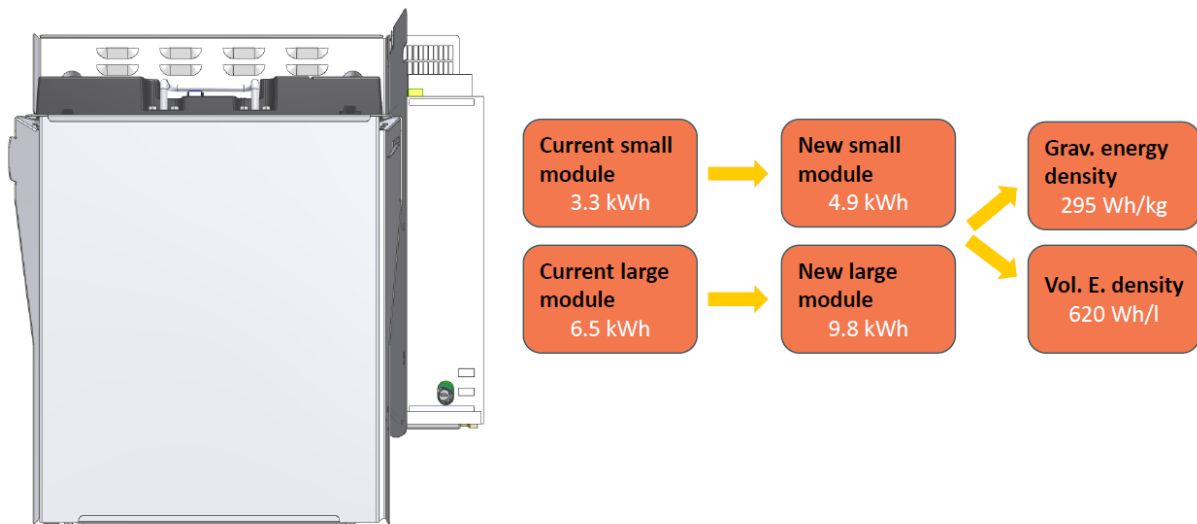 Current small
module
3.3 kWh
New small
module
4.9 kWh
Grav. energy
density
295 Wh/kg
Current large
module
6.5 kWh
New large
module
9.8 kWh
Vol. E. density
620 Wh/l